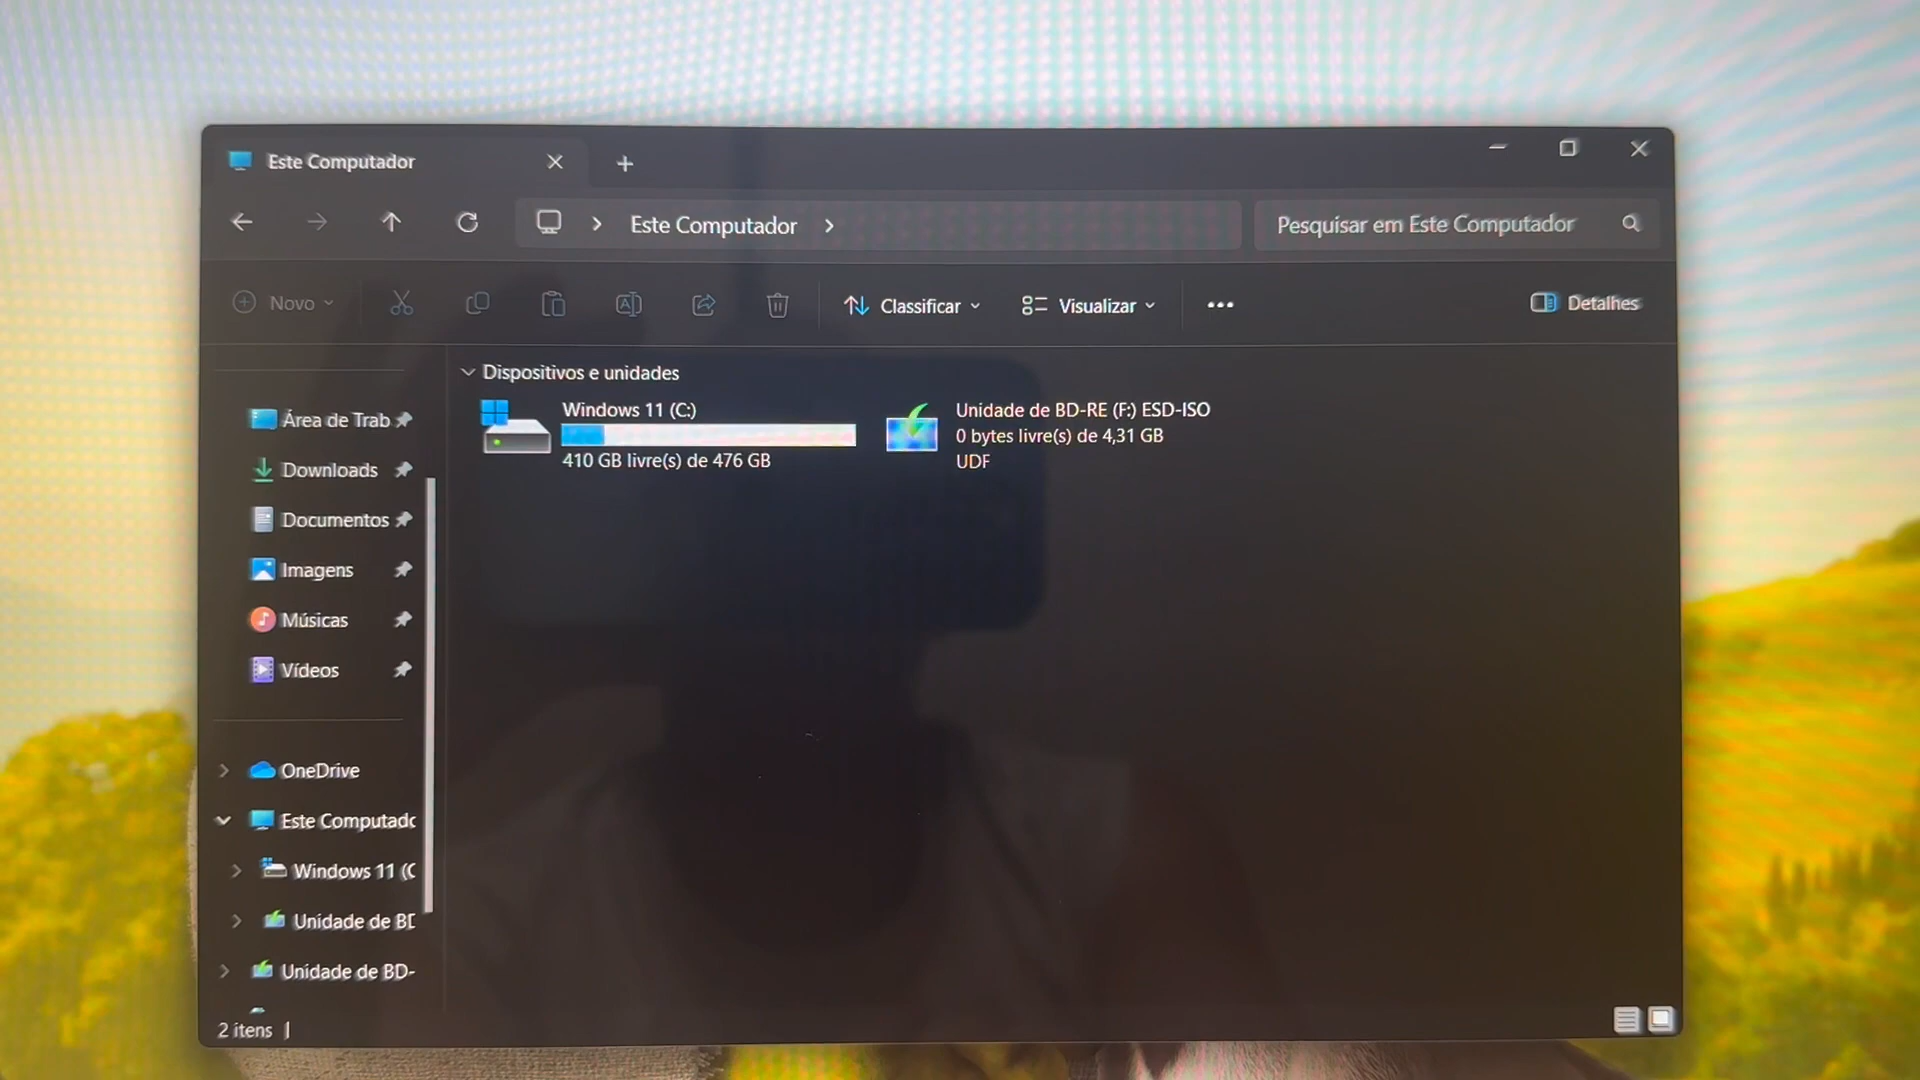 Este Computador
Este Computador
Pesquisar em Este Computador
Novo
Classificar
Visualizar
Detalhes
Dispositivos e unidades
Windows 11 (C:)
410 GB livre(s) de 476 GB
Unidade de BD-RE (F:) ESD-ISO
0 bytes livre(s) de 4,31 GB
UDF
Área de Trab
Downloads
Documentos
Imagens
Músicas
Vídeos
OneDrive
Este Computadc
Windows 11 (C
Unidade de BD
Unidade de BD-
2 itens